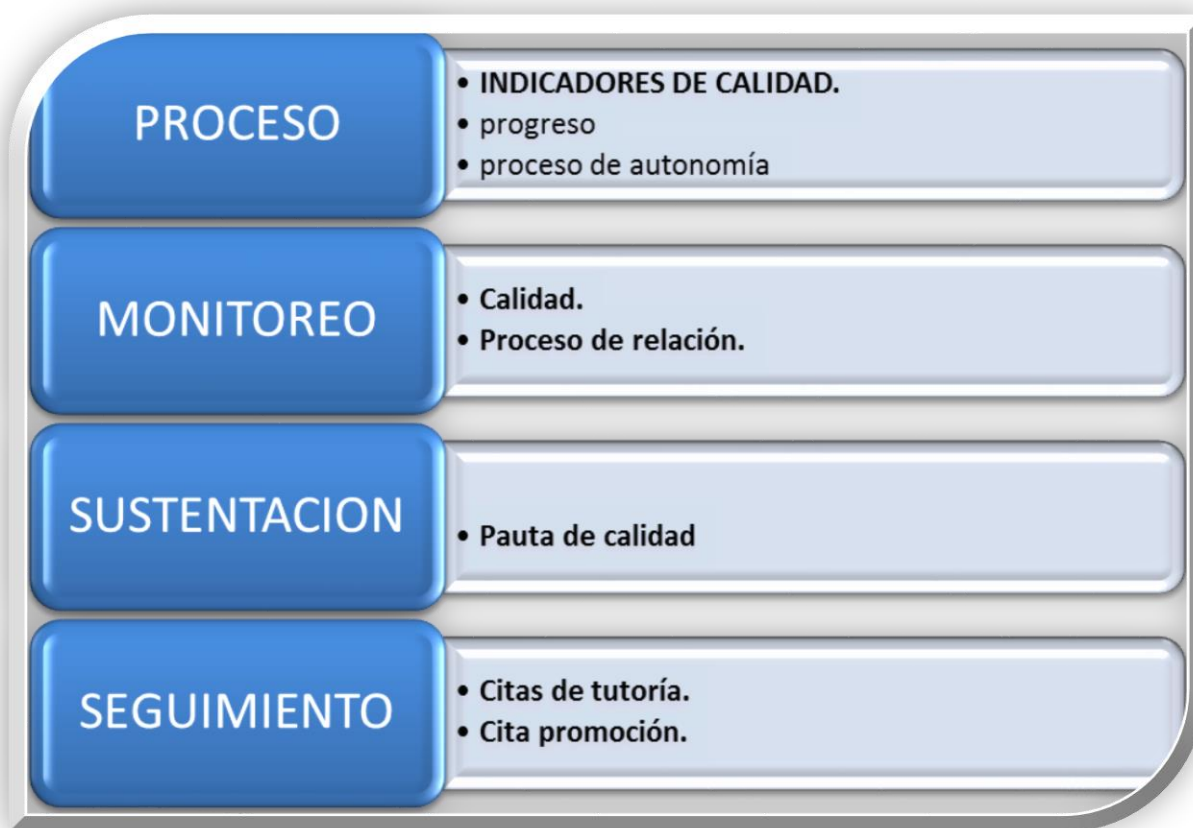 PROCESO
• INDICADORES DE CALIDAD.
• progreso
• proceso de autonomía
MONITOREO
• Calidad.
• Proceso de relación.
SUSTENTACION
• Pauta de calidad
SEGUIMIENTO
• Citas de tutoría.
• Cita promoción.